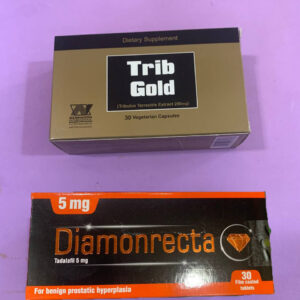 Dietary Supplement
Trib
Gold
(Tribulus Terrestris Extract 250mg)
30 Vegetarian Capsules
5 mg
Diamonrecta
Tadalafil 5 mg
30
Film coated
tablets
For benign prostatic hyperplasia